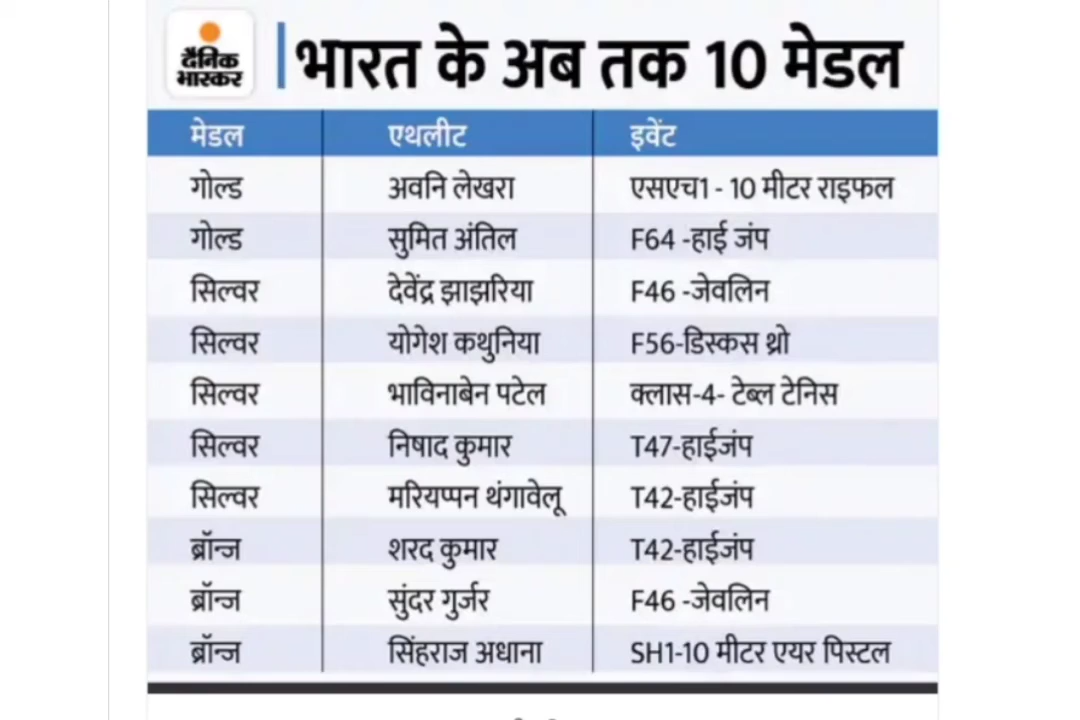 दैनिक
भास्कर
भारत के अब तक 10 मेडल
मेडल एथलीट इवेंट
गोल्ड अवनि लेखरा एसएच1 - 10 मीटर राइफल
गोल्ड सुमित अंतिल F64 -हाई जंप
सिल्वर देवेंद्र झाझरिया F46 -जेवलिन
सिल्वर योगेश कथुनिया F56-डिस्कस थ्रो
सिल्वर भाविनाबेन पटेल क्लास-4- टेब्ल टेनिस
सिल्वर निषाद कुमार T47-हाईजंप
सिल्वर मरियप्पन थंगावेलू T42-हाईजंप
ब्रॉन्ज शरद कुमार T42-हाईजंप
ब्रॉन्ज सुंदर गुर्जर F46 -जेवलिन
ब्रॉन्ज सिंहराज अधाना SH1-10 मीटर एयर पिस्टल